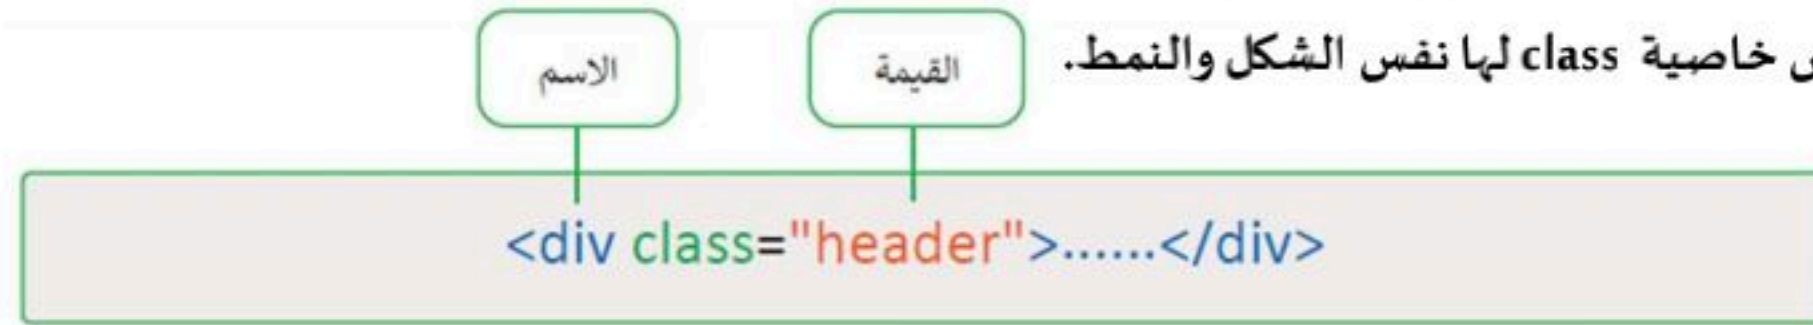 خاصية class لها نفس الشكل والنمط.
القيمة
الاسم
<div class="header">......</div>